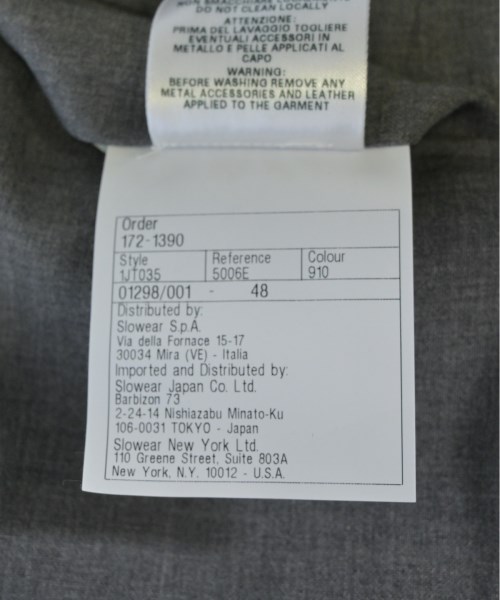 NON SMACCHIARE LOCALMENTE
DO NOT CLEAN LOCALLY
ATTENZIONE:
PRIMA DEL LAVAGGIO TOGLIERE
EVENTUALI ACCESSORI IN
METALLO E PELLE APPLICATI AL
CAPO
WARNING:
BEFORE WASHING REMOVE ANY
METAL ACCESSORIES AND LEATHER
APPLIED TO THE GARMENT
Order
172-1390
Style Reference Colour
1JT035 5006E 910
01298/001 - 48
Distributed by:
Slowear S.p.A.
Via della Fornace 15-17
30034 Mira (VE) - Italia
Imported and Distributed by:
Slowear Japan Co. Ltd.
Barbizon 73
2-24-14 Nishiazabu Minato-Ku
106-0031 TOKYO - Japan
Slowear New York Ltd.
110 Greene Street, Suite 803A
New York, N.Y. 10012 - U.S.A.